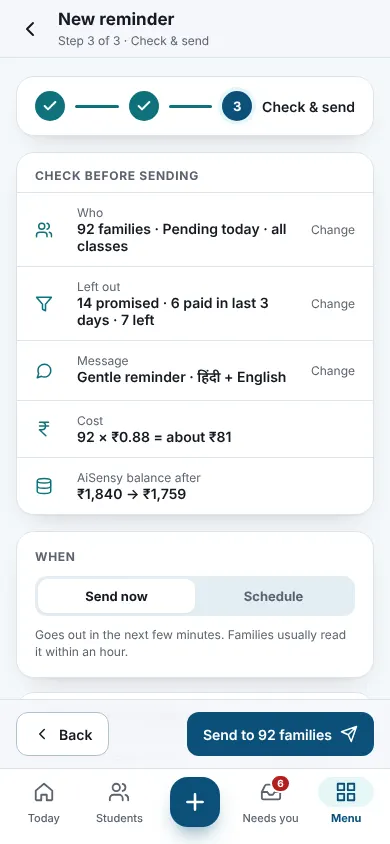 New reminder
Step 3 of 3 · Check & send
3 Check & send
CHECK BEFORE SENDING
Who
92 families · Pending today · all
classes
Change
Left out
14 promised · 6 paid in last 3
days · 7 left
Change
Message
Gentle reminder · हिंदी + English
Change
Cost
92 × ₹0.88 = about ₹81
AiSensy balance after
₹1,840 → ₹1,759
WHEN
Send now
Schedule
Goes out in the next few minutes. Families usually read
it within an hour.
Back
Send to 92 families
6
Today
Students
Needs you
Menu